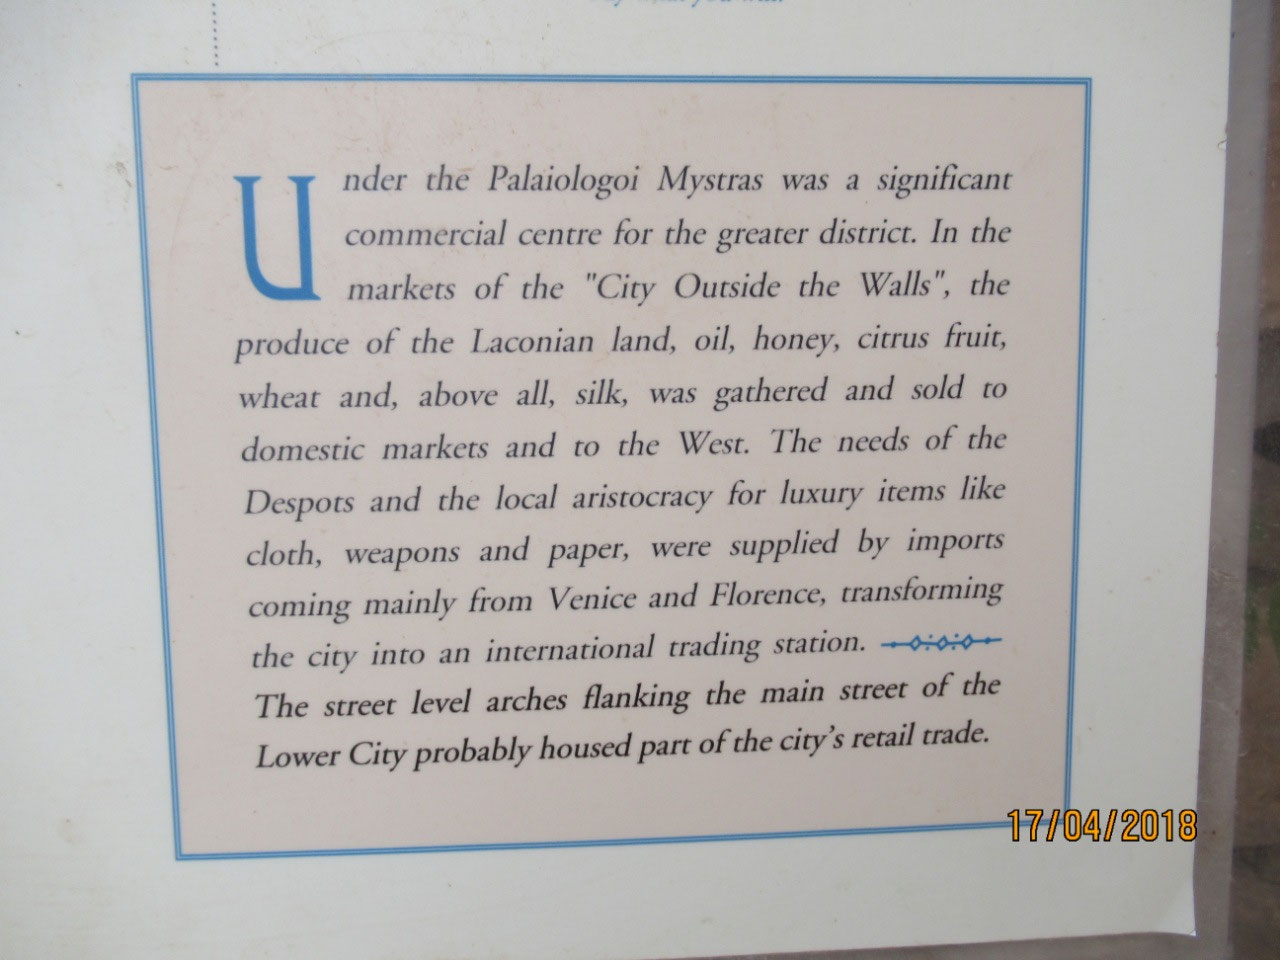 Under the Palaiologoi Mystras was a significant
commercial centre for the greater district. In the
markets of the "City Outside the Walls", the
produce of the Laconian land, oil, honey, citrus fruit,
wheat and, above all, silk, was gathered and sold to
domestic markets and to the West. The needs of the
Despots and the local aristocracy for luxury items like
cloth, weapons and paper, were supplied by imports
coming mainly from Venice and Florence, transforming
the city into an international trading station.
The street level arches flanking the main street of the
Lower City probably housed part of the city's retail trade.
17/04/2018